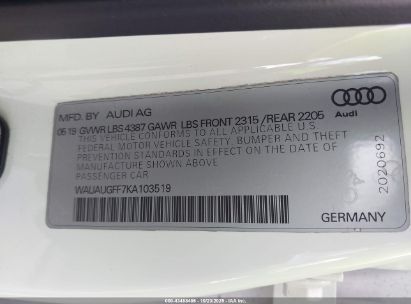 MFD. BY AUDI AG
05 19 GVWR LBS 4387 GAWR LBS FRONT 2315 /REAR 2205
THIS VEHICLE CONFORMS TO ALL APPLICABLE U.S.
FEDERAL MOTOR VEHICLE SAFETY, BUMPER AND THEFT
PREVENTION STANDARDS IN EFFECT ON THE DATE OF
MANUFACTURE SHOWN ABOVE
PASSENGER CAR
WAUAUGFF7KA103519
Audi
2020692
GERMANY